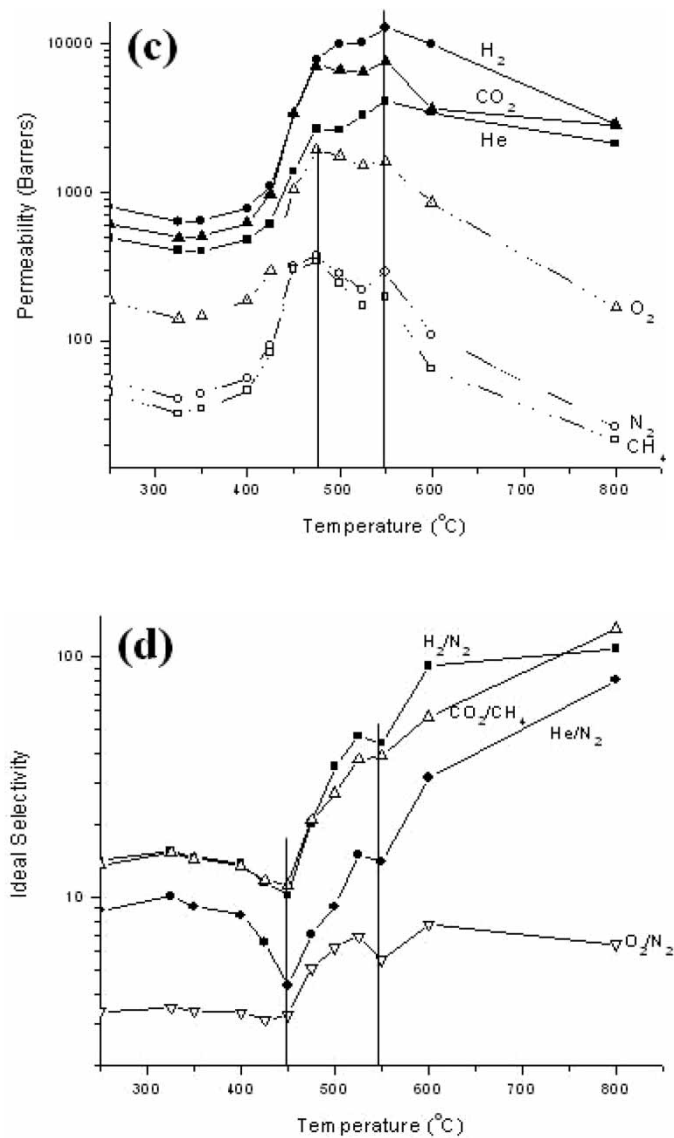 (c)
10000
1000
100
Permeability (Barrers)
H2
CO2
He
O2
N2
CH4
300 400 500 600 700 800
Temperature (°C)
(d)
100
10
Ideal Selectivity
H2/N2
CO2/CH4
He/N2
O2/N2
300 400 500 600 700 800
Temperature (°C)